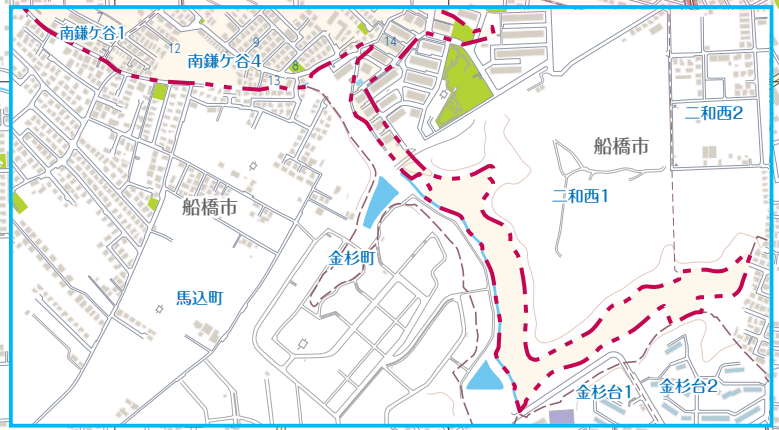 7
南鎌ケ谷1
12
9
南鎌ケ谷4
8
13
14
二和西2
船橋市
二和西1
船橋市
金杉町
馬込町
金杉台1
金杉台2